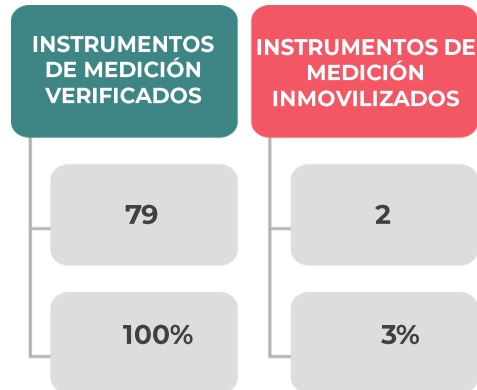 INSTRUMENTOS
DE MEDICIÓN
VERIFICADOS
79
100%
INSTRUMENTOS DE
MEDICIÓN
INMOVILIZADOS
2
3%